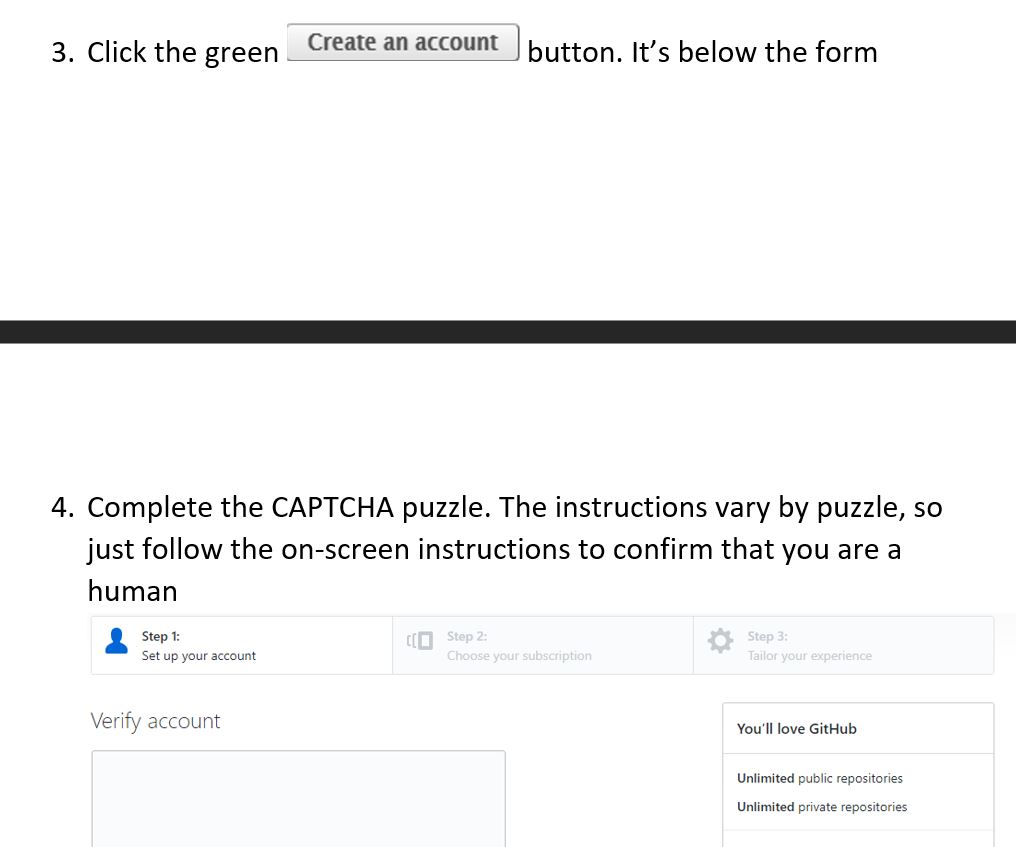 3. Click the green Create an account button. It’s below the form
4. Complete the CAPTCHA puzzle. The instructions vary by puzzle, so
just follow the on-screen instructions to confirm that you are a
human
Step 1:
Set up your account
Step 2:
Choose your subscription
Step 3:
Tailor your experience
Verify account
You’ll love GitHub
Unlimited public repositories
Unlimited private repositories